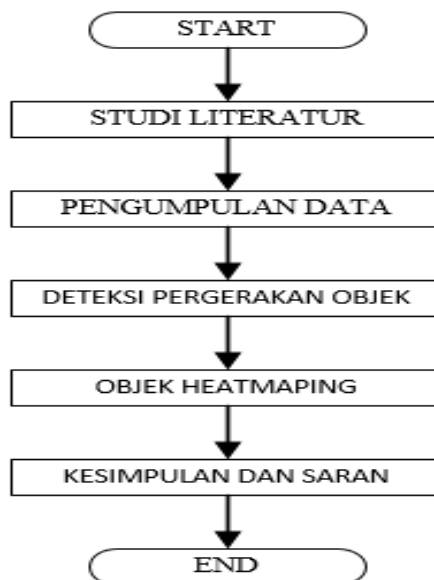 START
STUDI LITERATUR
PENGUMPULAN DATA
DETEKSI PERGERAKAN OBJEK
OBJEK HEATMAPING
KESIMPULAN DAN SARAN
END